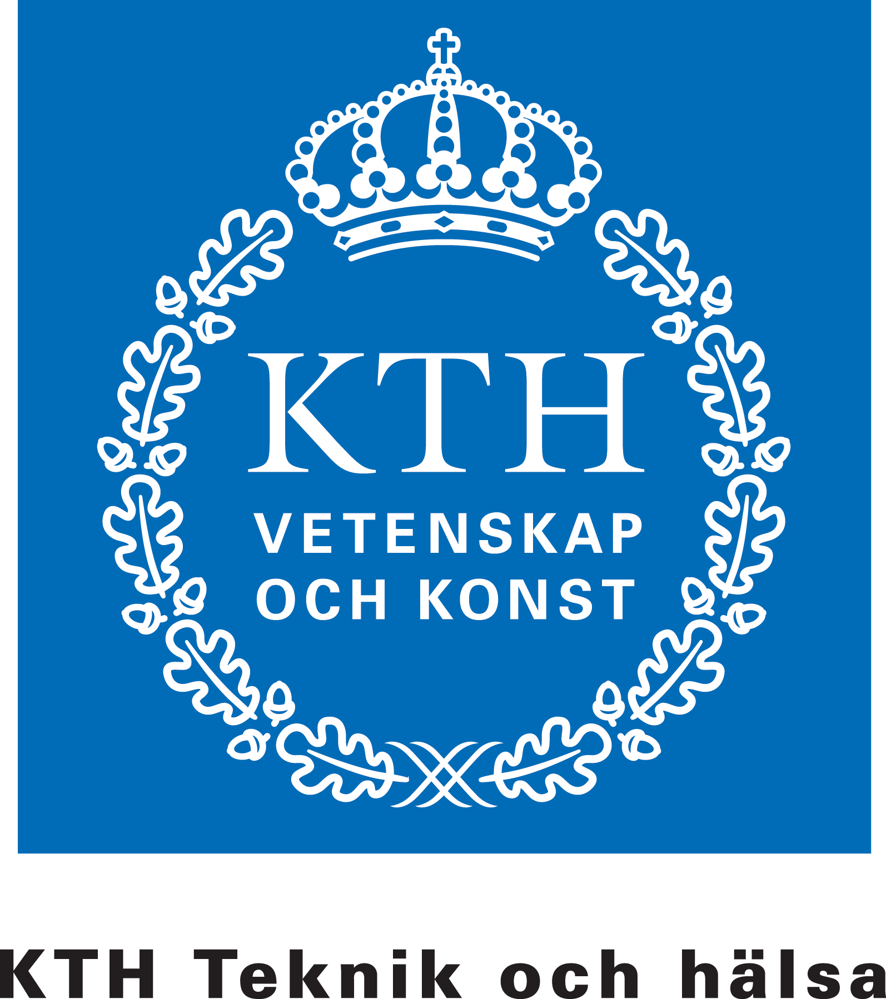 KTH
VETENSKAP
OCH KONST
KTH Teknik och hälsa